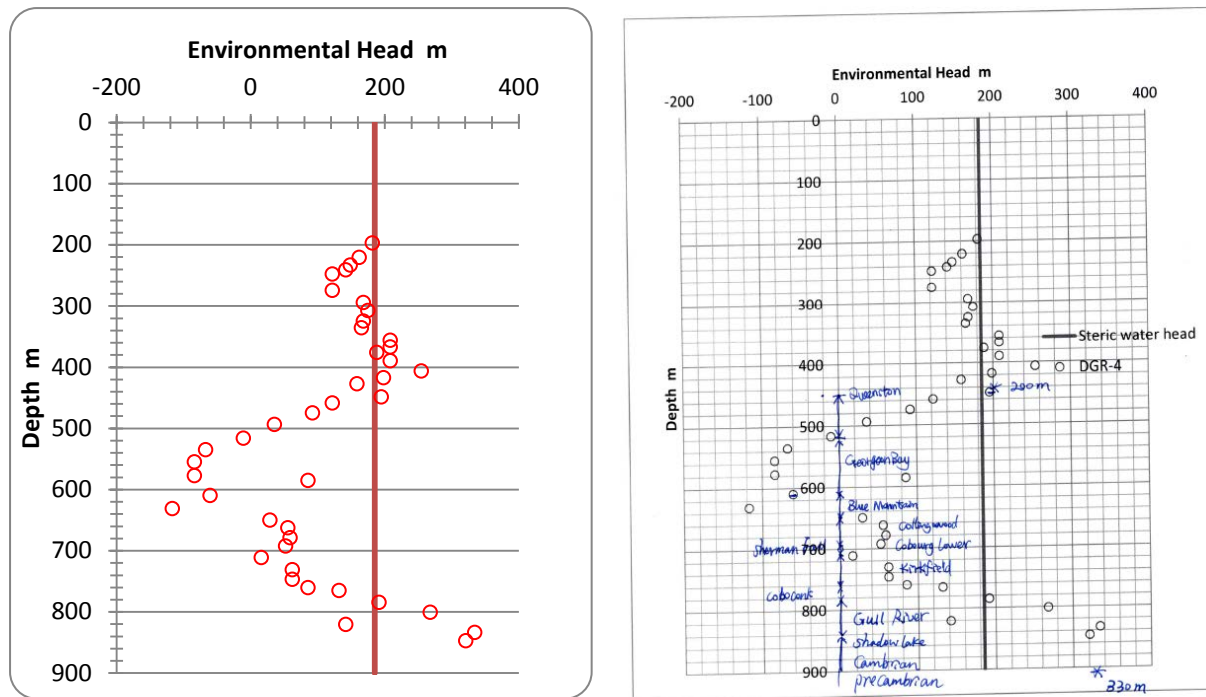 Environmental Head m
-200 0 200 400
0
100
200
300
400
500
600
700
800
900
Depth m
Environmental Head m
-200 -100 0 100 200 300 400
0
100
200
300
400
500
600
700
800
900
Depth m
Steric water head
DGR-4
200m
Queenston
Georgian Bay
Blue Mountain
Collingwood
Sherman Fall
Cobourg Lower
Kirkfield
Cobocank
Gull River
Shadow lake
Cambrian
precambrian
330m